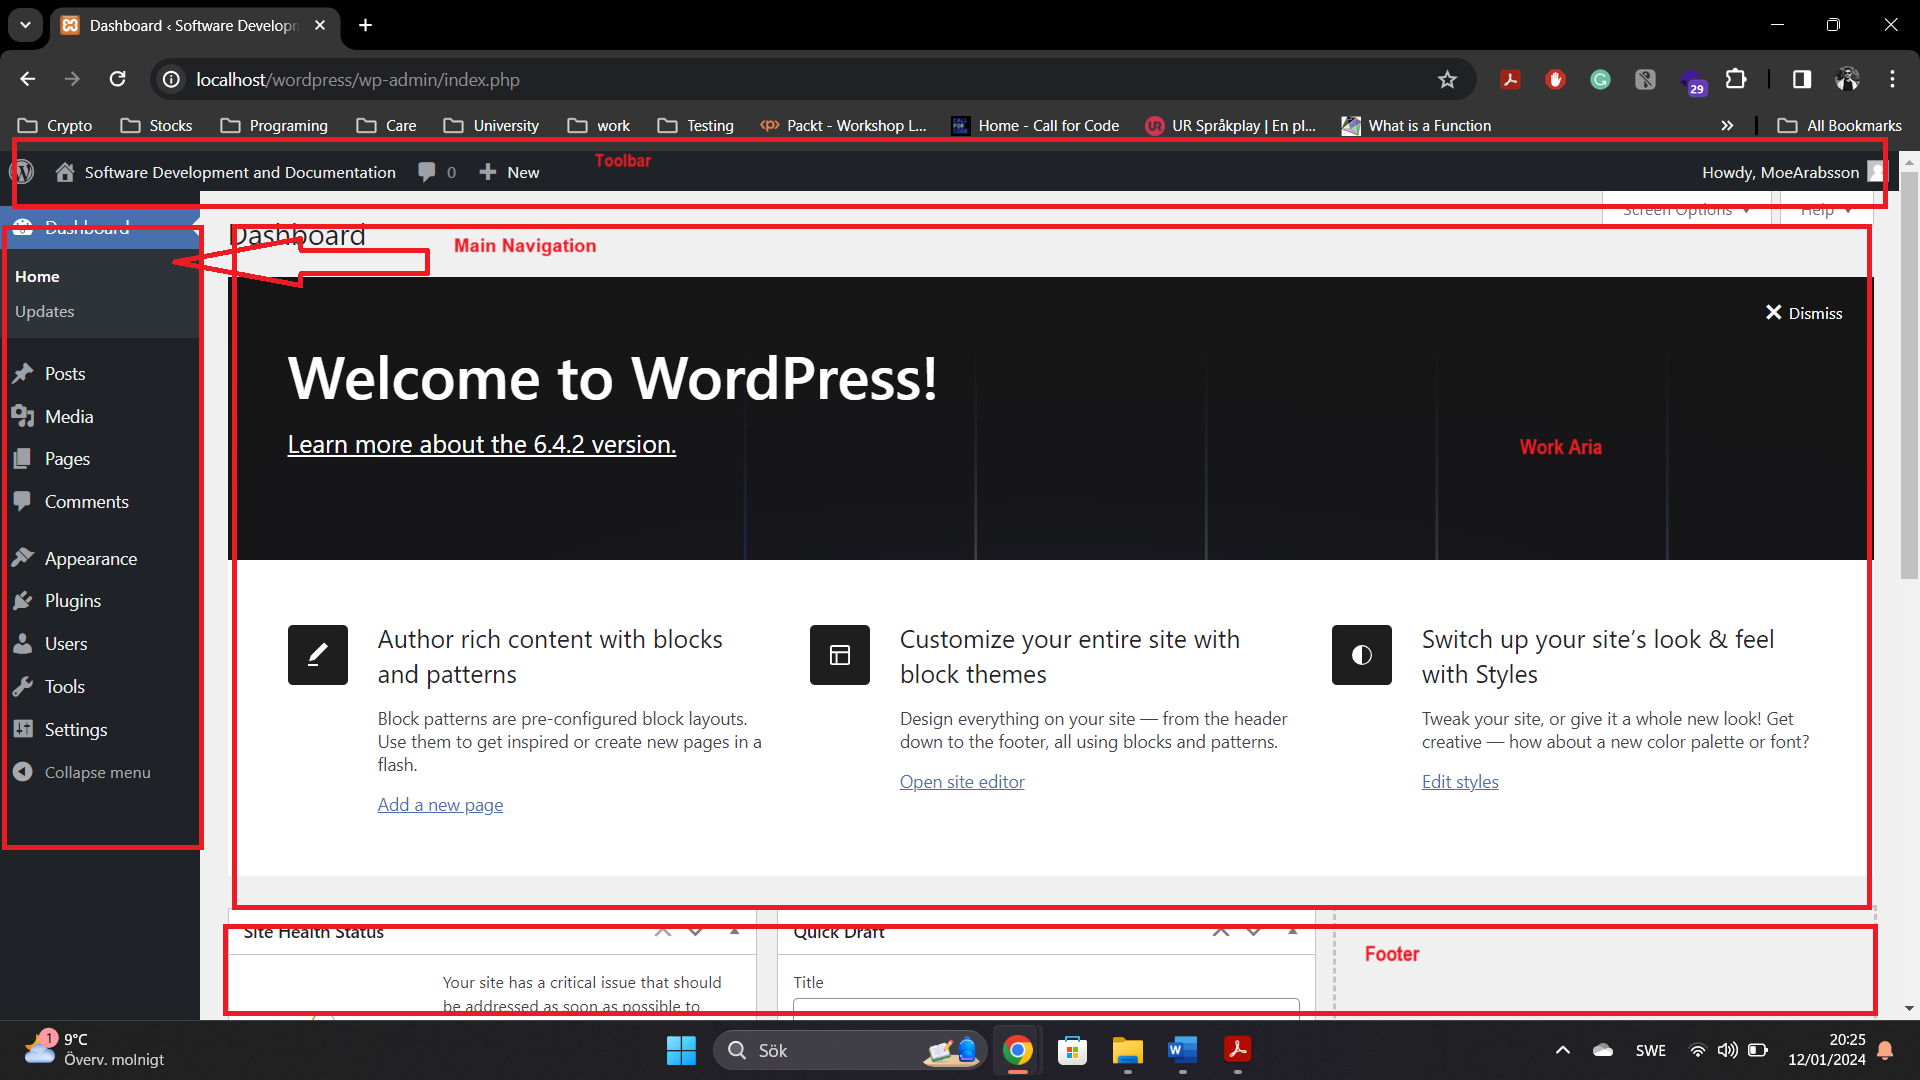 Dashboard ‹ Software Developn
localhost/wordpress/wp-admin/index.php
29
Crypto Stocks Programing Care University work Testing Packt - Workshop L... Home - Call for Code UR Språkplay | En pl... What is a Function All Bookmarks
Software Development and Documentation 0 New
Toolbar
Howdy, MoeArabsson
Screen Options Help
Dashboard
Dashboard
Main Navigation
Home
Updates
Posts
Media
Pages
Comments
Appearance
Plugins
Users
Tools
Settings
Collapse menu
Dismiss
Welcome to WordPress!
Learn more about the 6.4.2 version.
Work Aria
Author rich content with blocks
and patterns
Block patterns are pre-configured block layouts.
Use them to get inspired or create new pages in a
flash.
Add a new page
Customize your entire site with
block themes
Design everything on your site — from the header
down to the footer, all using blocks and patterns.
Open site editor
Switch up your site’s look & feel
with Styles
Tweak your site, or give it a whole new look! Get
creative — how about a new color palette or font?
Edit styles
Site Health Status
Your site has a critical issue that should
be addressed as soon as possible to
Quick Draft
Title
Footer
1
9°C
Överv. molnigt
Sök
SWE
20:25
12/01/2024